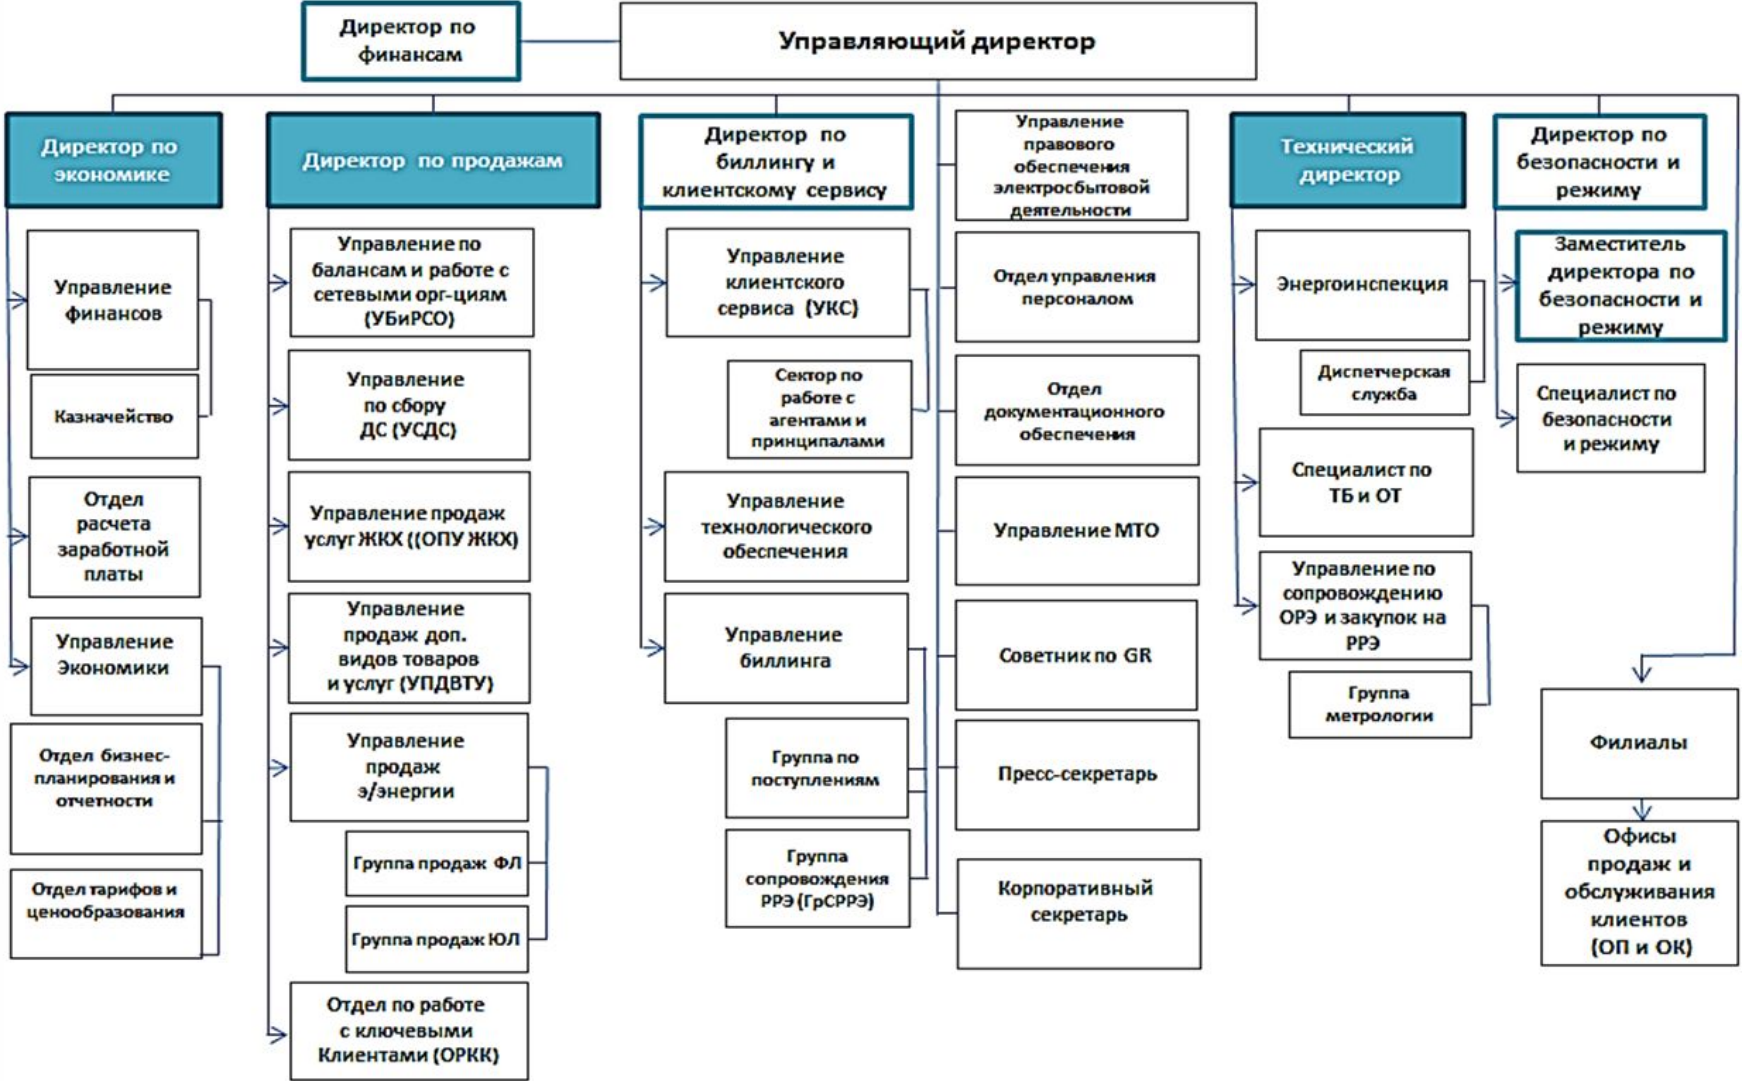 Директор по
финансам
Управляющий директор
Директор по
экономике
Управление
финансов
Казначейство
Отдел
расчета
заработной
платы
Управление
Экономики
Отдел бизнес-
планирования и
отчетности
Отдел тарифов и
ценообразования
Директор по продажам
Управление по
балансам и работе с
сетевыми орг-циям
(УБиРСО)
Управление
по сбору
ДС (УСДС)
Управление продаж
услуг ЖКХ ((ОПУ ЖКХ)
Управление
продаж доп.
видов товаров
и услуг (УПДВТУ)
Управление
продаж
э/энергии
Группа продаж ФЛ
Группа продаж ЮЛ
Отдел по работе
с ключевыми
Клиентами (ОРКК)
Директор по
биллингу и
клиентскому сервису
Управление
клиентского
сервиса (УКС)
Сектор по
работе с
агентами и
принципалами
Управление
технологического
обеспечения
Управление
биллинга
Группа по
поступлениям
Группа
сопровождения
РРЭ (ГрСРРЭ)
Управление
правового
обеспечения
электросбытовой
деятельности
Отдел управления
персоналом
Отдел
документационного
обеспечения
Управление МТО
Советник по GR
Пресс-секретарь
Корпоративный
секретарь
Технический
директор
Энергоинспекция
Диспетчерская
служба
Специалист по
ТБ и ОТ
Управление по
сопровождению
ОРЭ и закупок на
РРЭ
Группа
метрологии
Директор по
безопасности и
режиму
Заместитель
директора по
безопасности и
режиму
Специалист по
безопасности
и режиму
Филиалы
Офисы
продаж и
обслуживания
клиентов
(ОП и ОК)